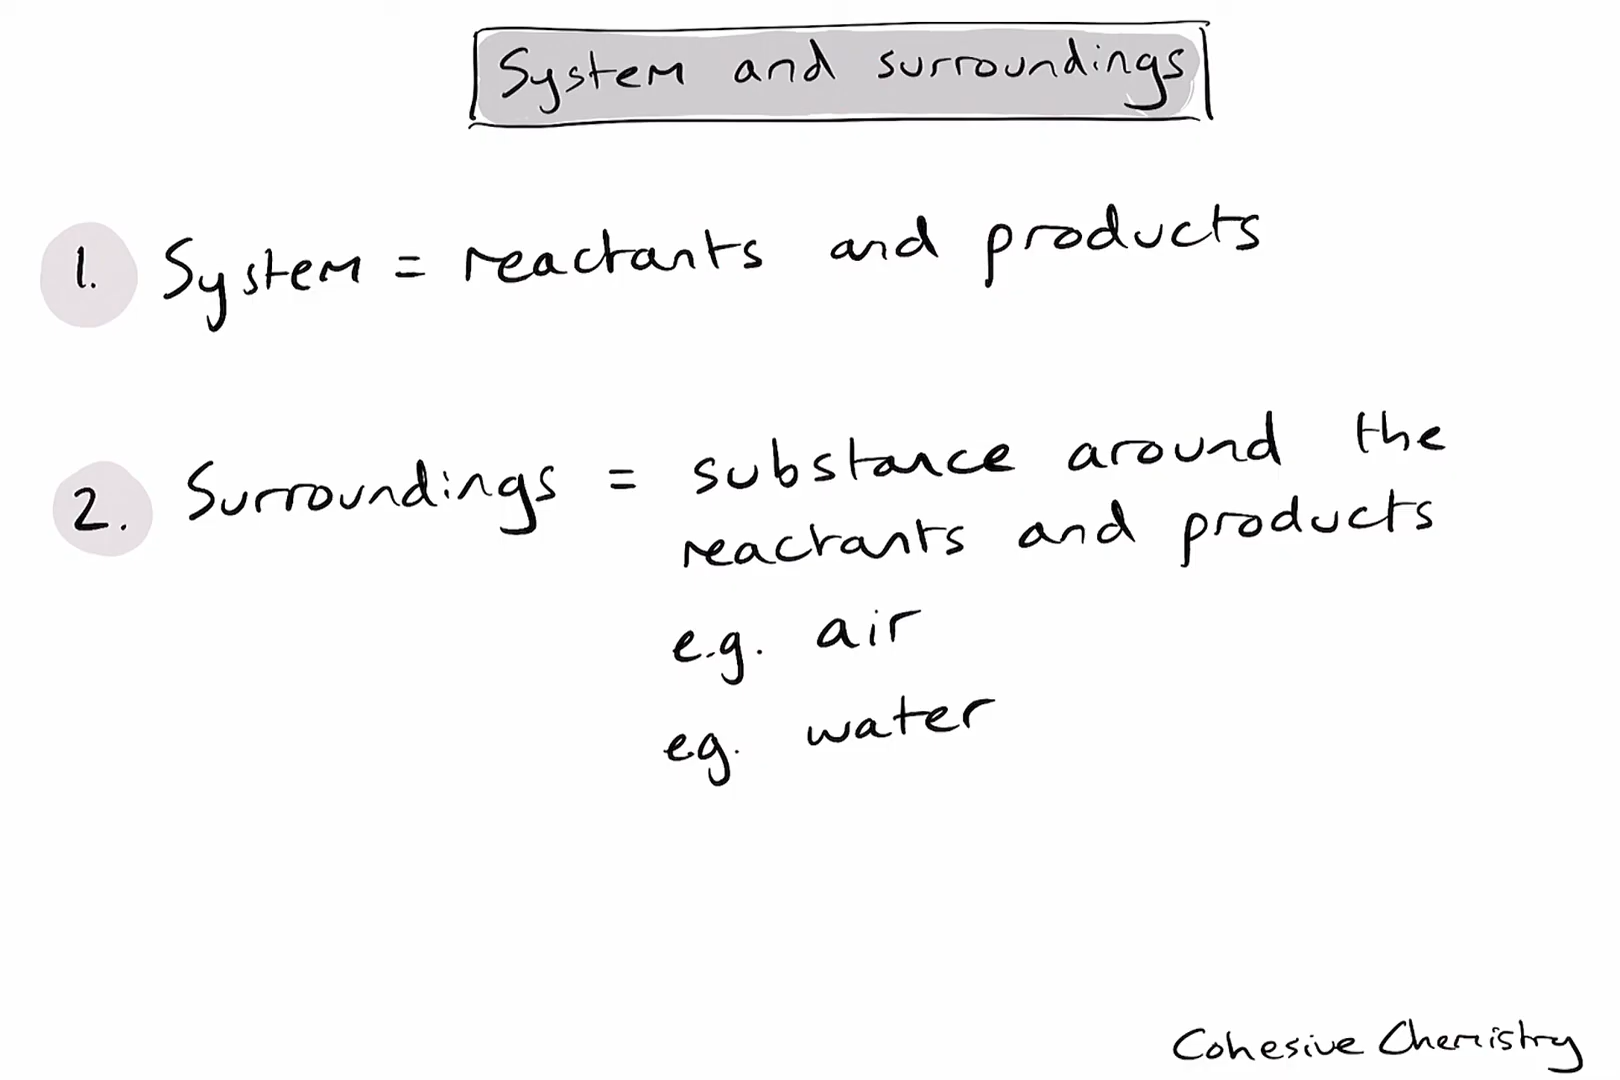 System and surroundings
1. System = reactants and products
2. Surroundings = substance around the
reactants and products
e.g. air
eg. water
Cohesive Chemistry